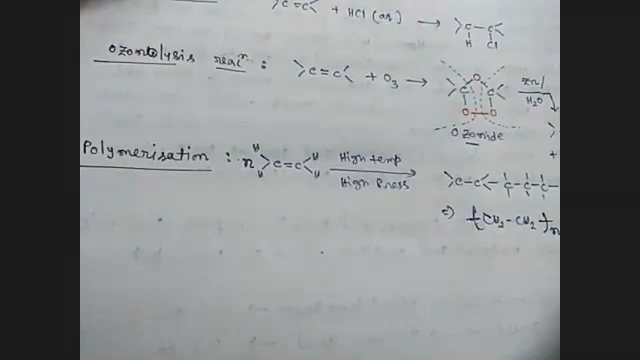 >C=C< + HCl (aq) → >C-C<
H Cl
Ozonolysis reacⁿ : >C=C< + O₃ → C O C O O Zn/ H₂O
Ozonide
+
Polymerisation : n H H >C=C< H H High temp → >C-C-C-C-C-
High Press
{CH₂-CH₂}n